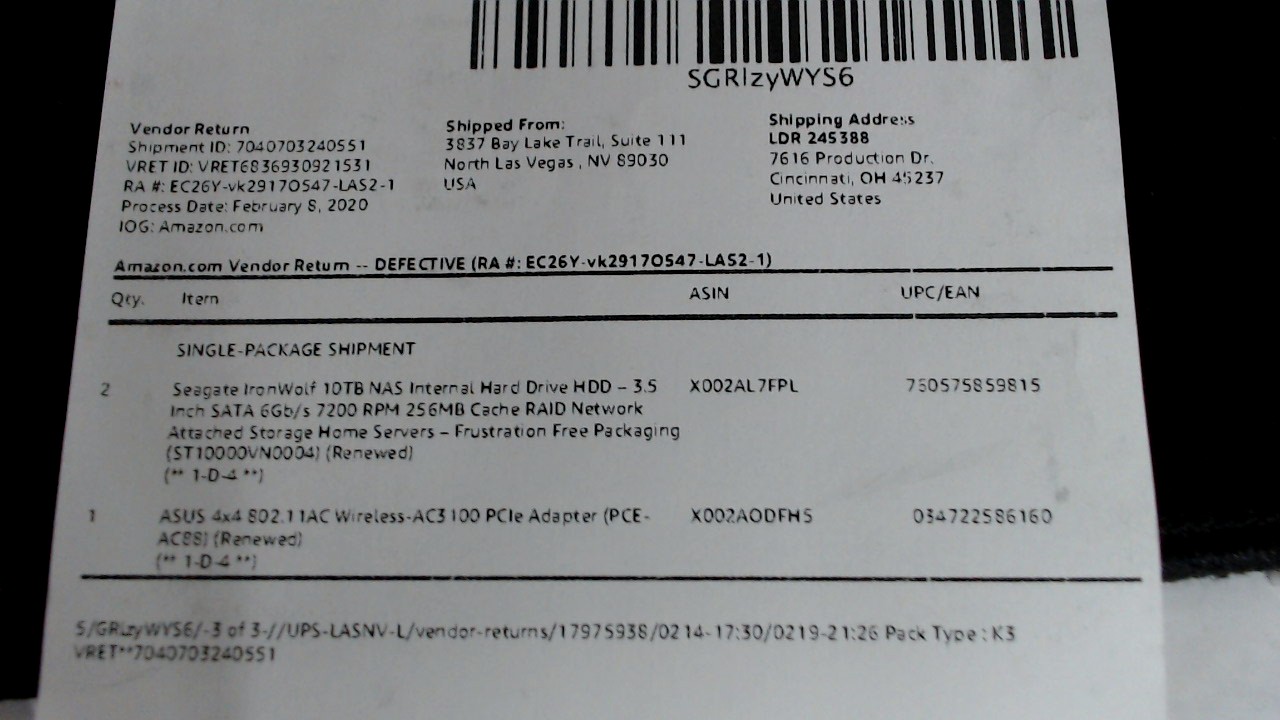 SGRIzyWYS6
Vendor Return
Shipment ID: 7040703240551
VRET ID: VRET6836930921531
RA #: EC26Y-vk2917O547-LAS2-1
Process Date: February 8, 2020
IOG: Amazon.com
Shipped From:
3837 Bay Lake Trail, Suite 111
North Las Vegas , NV 89030
USA
Shipping Address
LDR 245388
7616 Production Dr.
Cincinnati, OH 45237
United States
Amazon.com Vendor Return -- DEFECTIVE (RA #: EC26Y-vk2917O547-LAS2-1)
Qty. Item ASIN UPC/EAN
SINGLE-PACKAGE SHIPMENT
2 Seagate IronWolf 10TB NAS Internal Hard Drive HDD – 3.5 X002AL7FPL 760575859815
Inch SATA 6Gb/s 7200 RPM 256MB Cache RAID Network
Attached Storage Home Servers – Frustration Free Packaging
(ST10000VN0004) (Renewed)
(** 1-D-4 **)
1 ASUS 4x4 802.11AC Wireless-AC3100 PCIe Adapter (PCE- X002AODFH5 034722586160
AC88) (Renewed)
(** 1-D-4 **)
5/GRIzyWYS6/-3 of 3-//UPS-LASNV-L/vendor-returns/17975938/0214-17:30/0219-21:26 Pack Type : K3
VRET**7040703240551